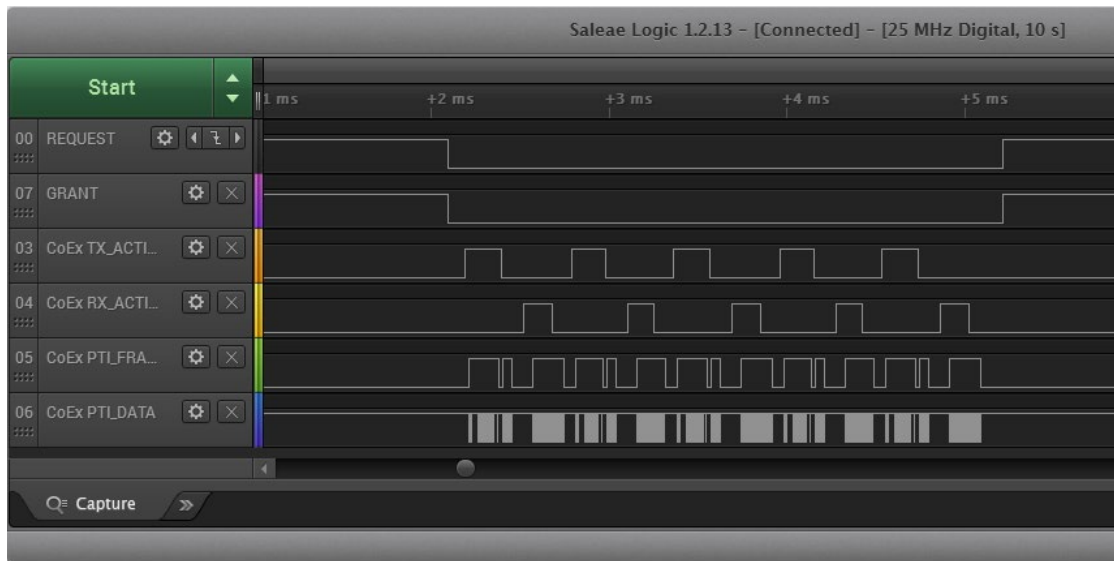 Saleae Logic 1.2.13 - [Connected] - [25 MHz Digital, 10 s]
Start
1 ms +2 ms +3 ms +4 ms +5 ms
00 REQUEST
07 GRANT
03 CoEx TX_ACTI...
04 CoEx RX_ACTI...
05 CoEx PTI_FRA...
06 CoEx PTI_DATA
Capture